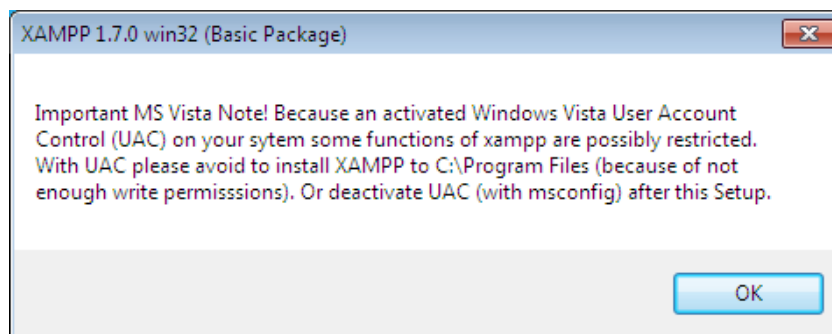 XAMPP 1.7.0 win32 (Basic Package)
Important MS Vista Note! Because an activated Windows Vista User Account
Control (UAC) on your sytem some functions of xampp are possibly restricted.
With UAC please avoid to install XAMPP to C:\Program Files (because of not
enough write permisssions). Or deactivate UAC (with msconfig) after this Setup.
OK